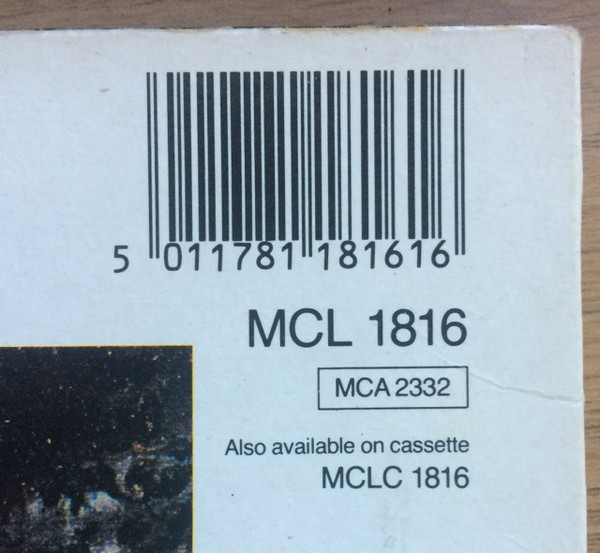 5 011781 181616
MCL 1816
MCA 2332
Also available on cassette
MCLC 1816